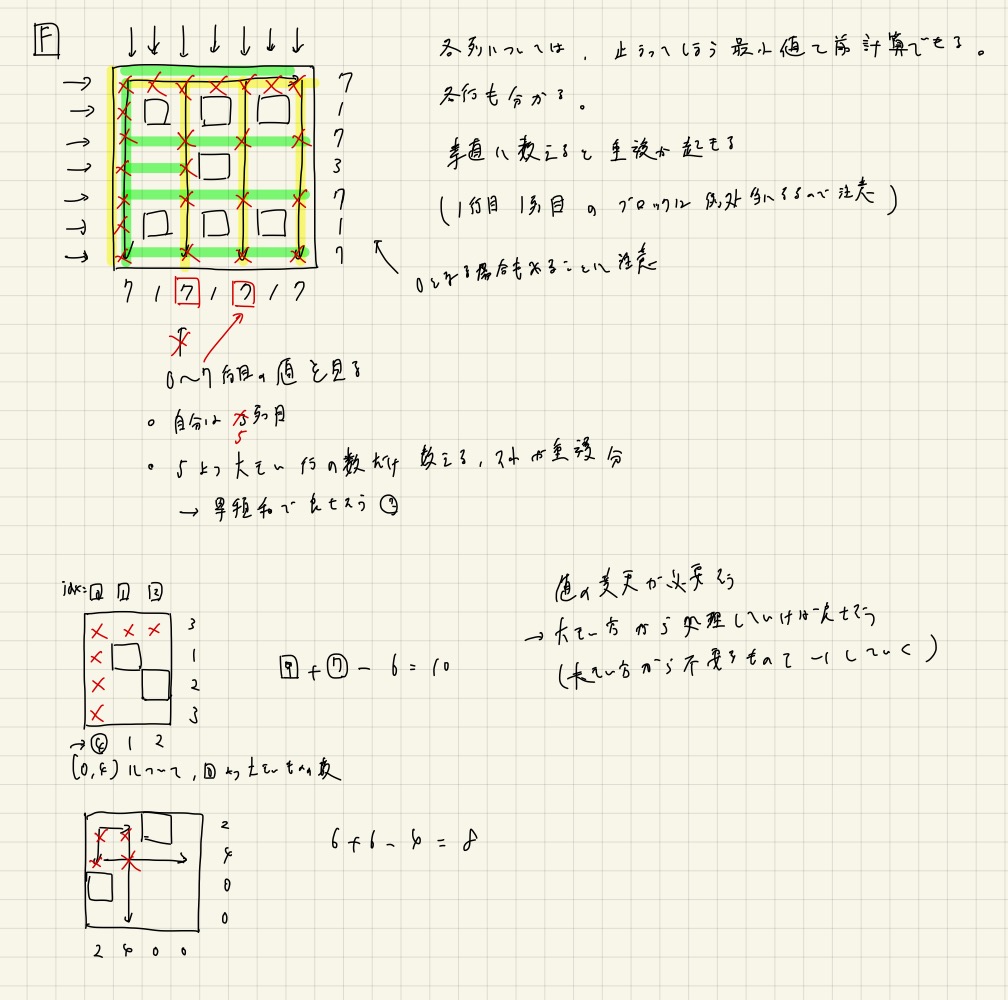 F
各列については、止まってしまう最小値で前計算できる。
各行も分かる。
7
1
7
3
7
1
7
愚直に数えると重複が起きる
(1行目 1列目のブロックは例外になるので注意)
0となる場合もあることに注意
7 1 7 1 7 1 7
0〜7行目の値を見る
• 自分は 列目
5
• 5より大きい行の数だけ数える, それが重複分
→ 累積和で良さそう
idx= 0 1 2
3
1
2
3
→ 4 1 2
9 + 7 - 6 = 10
(0,4)について, 0より大きいものの数
値の変更が必要そう
→ 大きい方から処理していけば良さそう
(大きい方から不要なもので -1 していく)
2
4
0
0
2 4 0 0
6 + 6 - 4 = 8